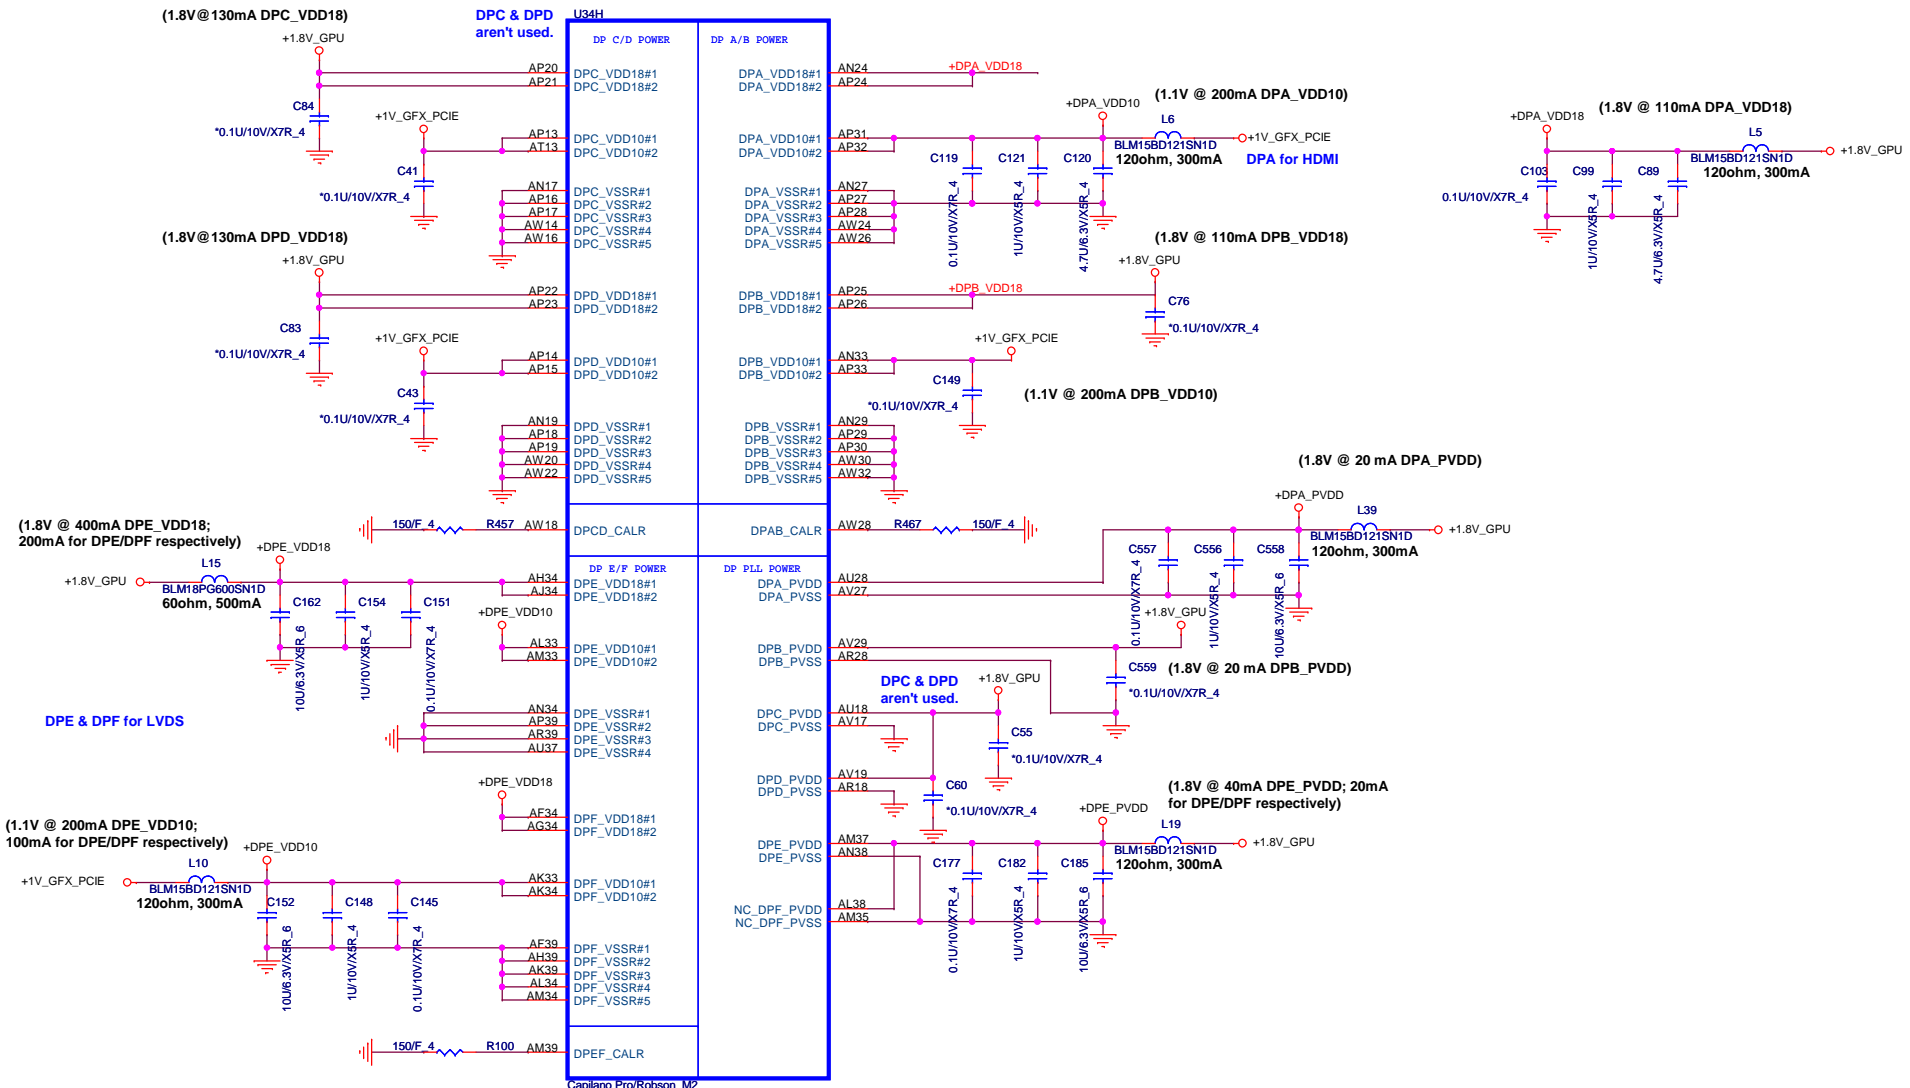 (1.8V@130mA DPC_VDD18)
+1.8V_GPU
DPC & DPD
aren't used.
U34H
DP C/D POWER
DP A/B POWER
AP20
DPC_VDD18#1
AP21
DPC_VDD18#2
C84
*0.1U/10V/X7R_4
+1V_GFX_PCIE
AP13
DPC_VDD10#1
AT13
DPC_VDD10#2
C41
*0.1U/10V/X7R_4
AN17
DPC_VSSR#1
AP16
DPC_VSSR#2
AP17
DPC_VSSR#3
AW14
DPC_VSSR#4
AW16
DPC_VSSR#5
(1.8V@130mA DPD_VDD18)
+1.8V_GPU
AP22
DPD_VDD18#1
AP23
DPD_VDD18#2
C83
*0.1U/10V/X7R_4
+1V_GFX_PCIE
AP14
DPD_VDD10#1
AP15
DPD_VDD10#2
C43
*0.1U/10V/X7R_4
AN19
DPD_VSSR#1
AP18
DPD_VSSR#2
AP19
DPD_VSSR#3
AW20
DPD_VSSR#4
AW22
DPD_VSSR#5
150/F_4
R457
AW18
DPCD_CALR
(1.8V @ 400mA DPE_VDD18;
200mA for DPE/DPF respectively)
+DPE_VDD18
L15
+1.8V_GPU
BLM18PG600SN1D
60ohm, 500mA
DP E/F POWER
AH34
DPE_VDD18#1
AJ34
DPE_VDD18#2
C162
C154
C151
10U/6.3V/X5R_6
1U/10V/X5R_4
0.1U/10V/X7R_4
+DPE_VDD10
AL33
DPE_VDD10#1
AM33
DPE_VDD10#2
DPE & DPF for LVDS
AN34
DPE_VSSR#1
AP39
DPE_VSSR#2
AR39
DPE_VSSR#3
AU37
DPE_VSSR#4
+DPE_VDD18
AF34
DPF_VDD18#1
AG34
DPF_VDD18#2
(1.1V @ 200mA DPE_VDD10;
100mA for DPE/DPF respectively)
+DPE_VDD10
L10
+1V_GFX_PCIE
BLM15BD121SN1D
120ohm, 300mA
AK33
DPF_VDD10#1
AK34
DPF_VDD10#2
C152
C148
C145
10U/6.3V/X5R_6
1U/10V/X5R_4
0.1U/10V/X7R_4
AF39
DPF_VSSR#1
AH39
DPF_VSSR#2
AK39
DPF_VSSR#3
AL34
DPF_VSSR#4
AM34
DPF_VSSR#5
150/F_4
R100
AM39
DPEF_CALR
Capilano Pro/Robson_M2
DPA_VDD18#1
AN24
+DPA_VDD18
DPA_VDD18#2
AP24
+DPA_VDD10
(1.1V @ 200mA DPA_VDD10)
L6
DPA_VDD10#1
AP31
DPA_VDD10#2
AP32
BLM15BD121SN1D
120ohm, 300mA
+1V_GFX_PCIE
DPA for HDMI
C119
C121
C120
0.1U/10V/X7R_4
1U/10V/X5R_4
4.7U/6.3V/X5R_4
DPA_VSSR#1
AN27
DPA_VSSR#2
AP27
DPA_VSSR#3
AP28
DPA_VSSR#4
AW24
DPA_VSSR#5
AW26
(1.8V @ 110mA DPA_VDD18)
+DPA_VDD18
L5
BLM15BD121SN1D
120ohm, 300mA
+1.8V_GPU
C103
C99
C89
0.1U/10V/X7R_4
1U/10V/X5R_4
4.7U/6.3V/X5R_4
(1.8V @ 110mA DPB_VDD18)
+1.8V_GPU
DPB_VDD18#1
AP25
+DPB_VDD18
DPB_VDD18#2
AP26
C76
*0.1U/10V/X7R_4
+1V_GFX_PCIE
DPB_VDD10#1
AN33
DPB_VDD10#2
AP33
C149
*0.1U/10V/X7R_4
(1.1V @ 200mA DPB_VDD10)
DPB_VSSR#1
AN29
DPB_VSSR#2
AP29
DPB_VSSR#3
AP30
DPB_VSSR#4
AW30
DPB_VSSR#5
AW32
DPAB_CALR
AW28
R467
150/F_4
(1.8V @ 20 mA DPA_PVDD)
+DPA_PVDD
L39
BLM15BD121SN1D
120ohm, 300mA
+1.8V_GPU
C557
C556
C558
0.1U/10V/X7R_4
1U/10V/X5R_4
10U/6.3V/X5R_6
DP PLL POWER
DPA_PVDD
AU28
DPA_PVSS
AV27
+1.8V_GPU
DPB_PVDD
AV29
DPB_PVSS
AR28
C559
*0.1U/10V/X7R_4
(1.8V @ 20 mA DPB_PVDD)
DPC & DPD
aren't used.
+1.8V_GPU
DPC_PVDD
AU18
DPC_PVSS
AV17
C55
*0.1U/10V/X7R_4
DPD_PVDD
AV19
DPD_PVSS
AR18
C60
*0.1U/10V/X7R_4
(1.8V @ 40mA DPE_PVDD; 20mA
for DPE/DPF respectively)
+DPE_PVDD
L19
BLM15BD121SN1D
120ohm, 300mA
+1.8V_GPU
DPE_PVDD
AM37
DPE_PVSS
AN38
C177
C182
C185
0.1U/10V/X7R_4
1U/10V/X5R_4
10U/6.3V/X5R_6
NC_DPF_PVDD
AL38
NC_DPF_PVSS
AM35